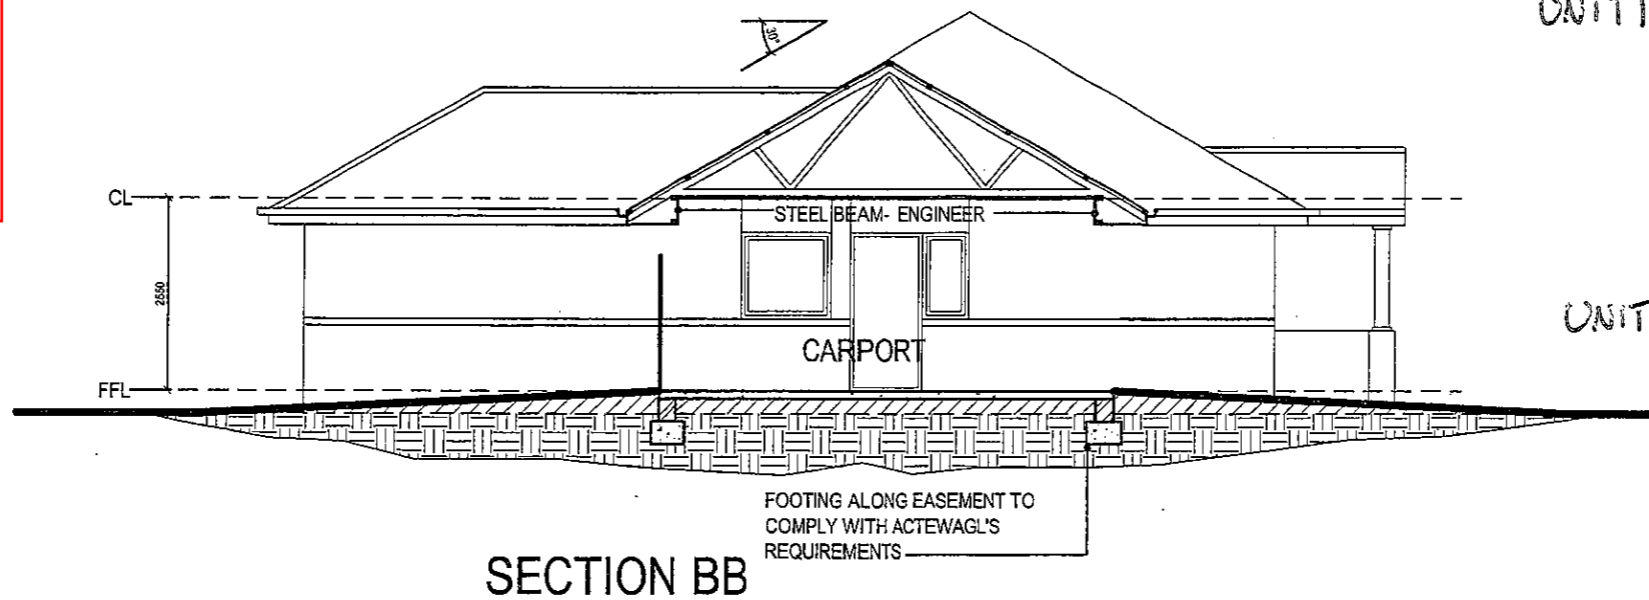 UNIT 1
30°
CL
STEEL BEAM- ENGINEER
2550
UNIT
CARPORT
FFL
FOOTING ALONG EASEMENT TO
COMPLY WITH ACTEWAGL'S
REQUIREMENTS
SECTION BB